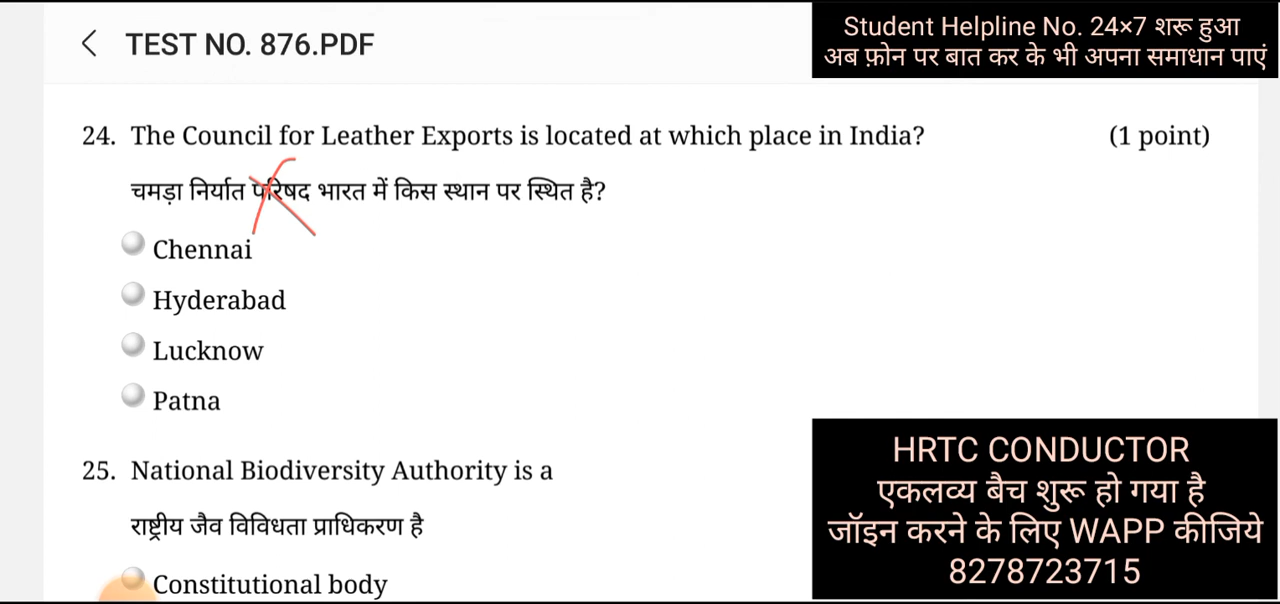 TEST NO. 876.PDF
Student Helpline No. 24×7 शरू हुआ
अब फ़ोन पर बात कर के भी अपना समाधान पाएं
24. The Council for Leather Exports is located at which place in India? (1 point)
चमड़ा निर्यात परिषद भारत में किस स्थान पर स्थित है?
Chennai
Hyderabad
Lucknow
Patna
25. National Biodiversity Authority is a
राष्ट्रीय जैव विविधता प्राधिकरण है
Constitutional body
HRTC CONDUCTOR
एकलव्य बैच शुरू हो गया है
जॉइन करने के लिए WAPP कीजिये
8278723715